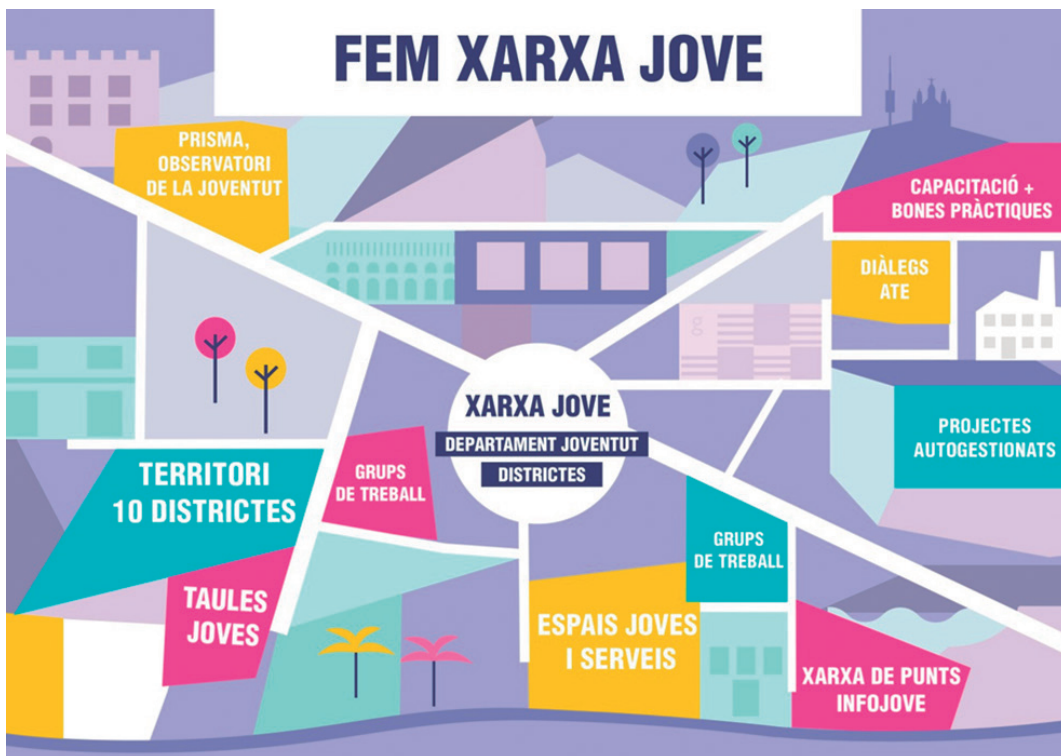 FEM XARXA JOVE
PRISMA,
OBSERVATORI
DE LA JOVENTUT
CAPACITACIÓ +
BONES PRÀCTIQUES
DIÀLEGS
ATE
XARXA JOVE
DEPARTAMENT JOVENTUT
DISTRICTES
PROJECTES
AUTOGESTIONATS
TERRITORI
10 DISTRICTES
GRUPS
DE TREBALL
GRUPS
DE TREBALL
TAULES
JOVES
ESPAIS JOVES
I SERVEIS
XARXA DE PUNTS
INFOJOVE